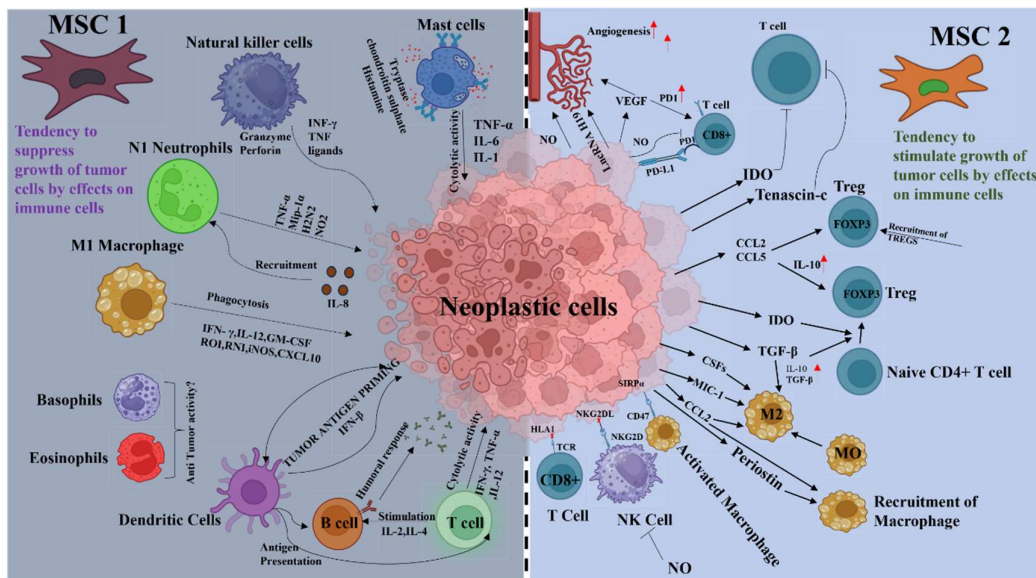 MSC 1
Tendency to
suppress
growth of tumor
cells by effects on
immune cells
Natural killer cells
Granzyme
Perforin
INF-γ
TNF
ligands
Mast cells
Tryptase
chondroitin sulphate
Histamine
Cytolytic activity
TNF-α
IL-6
IL-1
N1 Neutrophils
TNF-α
Mip-1α
H2N2
NO2
Recruitment
IL-8
M1 Macrophage
Phagocytosis
IFN- γ,IL-12,GM-CSF
ROI,RNI,iNOS,CXCL10
Basophils
Eosinophils
Anti Tumor activity?
TUMOR ANTIGEN PRIMING
IFN-β
Dendritic Cells
Antigen
Presentation
Humoral response
B cell
Stimulation
IL-2,IL-4
T cell
Cytolytic activity
IFN-γ, TNF-α
,IL-12
Neoplastic cells
MSC 2
Tendency to
stimulate growth of
tumor cells by effects
on immune cells
Angiogenesis
NO
LncRNA H19
VEGF
PD1
T cell
CD8+
NO
PD1
PD-L1
T cell
IDO
Tenascin-c
Treg
FOXP3
Recruitment of
TREGS
CCL2
CCL5
IL-10
FOXP3
Treg
IDO
TGF-β
IL-10
TGF-β
Naive CD4+ T cell
CSFs
MIC-1
CCL2
M2
MO
Periostin
Recruitment of
Macrophage
SIRPα
CD47
Activated Macrophage
NKG2DL
NKG2D
NK Cell
NO
HLA1
TCR
CD8+
T Cell